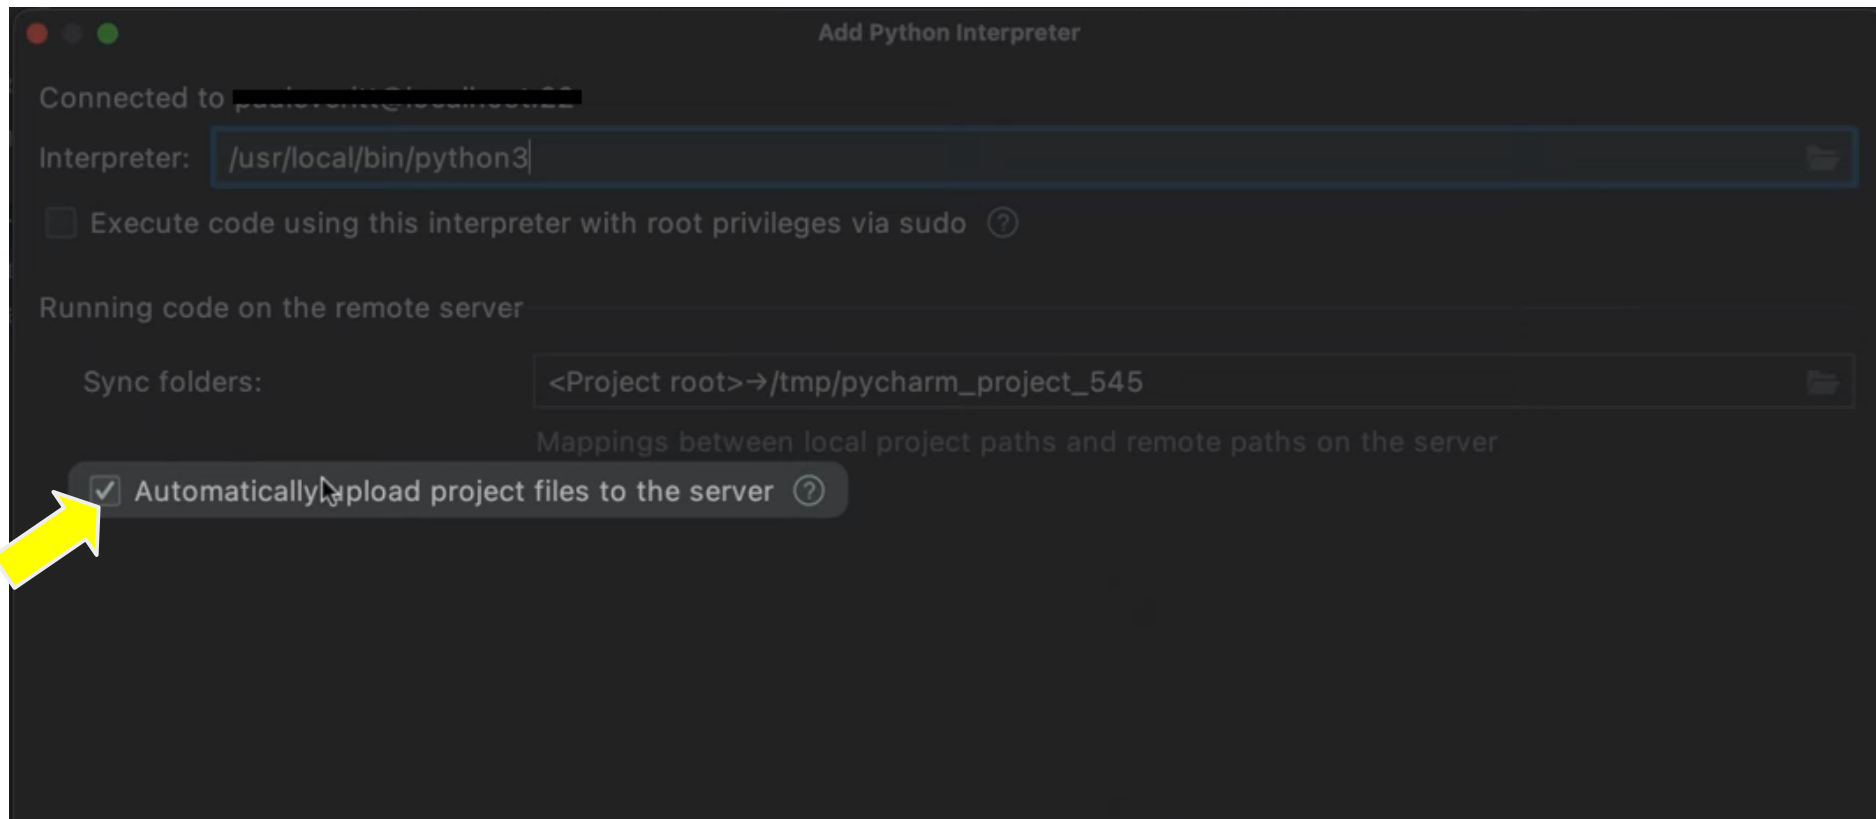 Add Python Interpreter
Connected to
Interpreter: /usr/local/bin/python3
Execute code using this interpreter with root privileges via sudo ?
Running code on the remote server
Sync folders: <Project root>→/tmp/pycharm_project_545
Mappings between local project paths and remote paths on the server
Automatically upload project files to the server ?